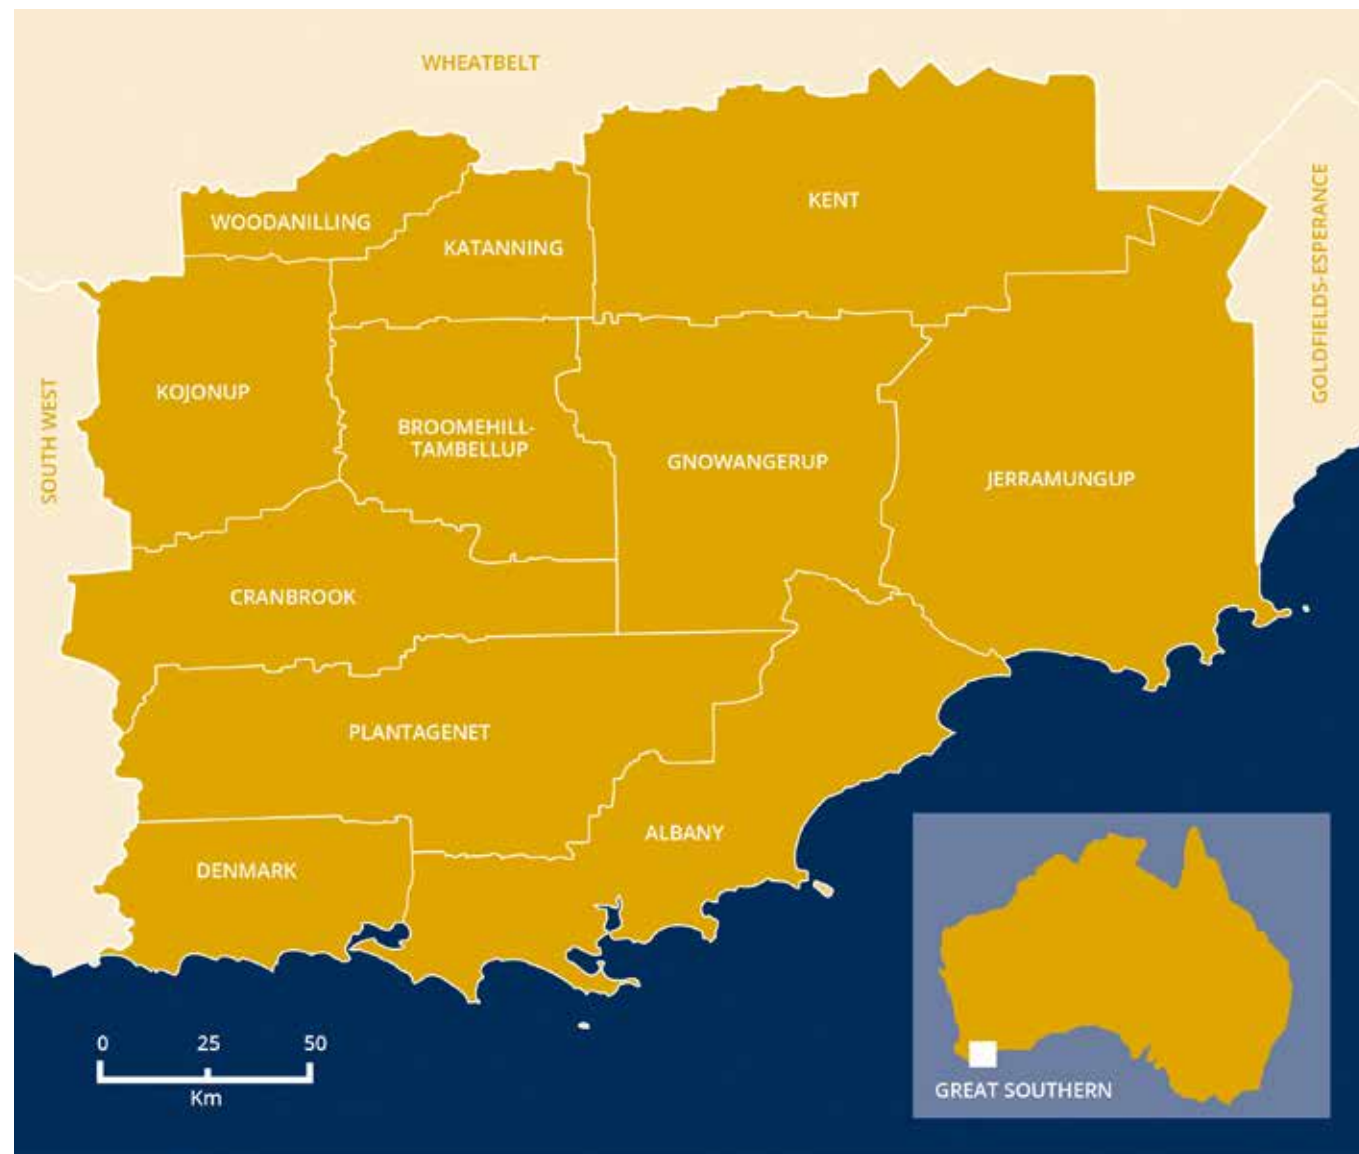 WHEATBELT
KENT
WOODANILLING
KATANNING
GOLDFIELDS-ESPERANCE
KOJONUP
SOUTH WEST
BROOMEHILL-
TAMBELLUP
GNOWANGERUP
JERRAMUNGUP
CRANBROOK
PLANTAGENET
ALBANY
DENMARK
0 25 50
Km
GREAT SOUTHERN